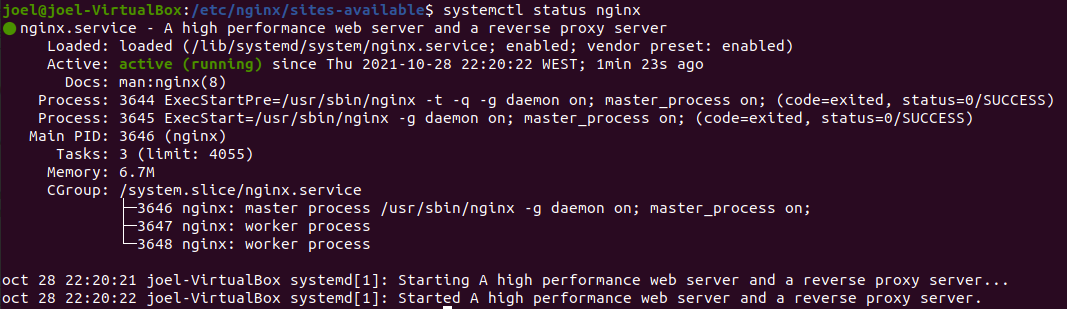 joel@joel-VirtualBox:/etc/nginx/sites-available$ systemctl status nginx
● nginx.service - A high performance web server and a reverse proxy server
Loaded: loaded (/lib/systemd/system/nginx.service; enabled; vendor preset: enabled)
Active: active (running) since Thu 2021-10-28 22:20:22 WEST; 1min 23s ago
Docs: man:nginx(8)
Process: 3644 ExecStartPre=/usr/sbin/nginx -t -q -g daemon on; master_process on; (code=exited, status=0/SUCCESS)
Process: 3645 ExecStart=/usr/sbin/nginx -g daemon on; master_process on; (code=exited, status=0/SUCCESS)
Main PID: 3646 (nginx)
Tasks: 3 (limit: 4055)
Memory: 6.7M
CGroup: /system.slice/nginx.service
├─3646 nginx: master process /usr/sbin/nginx -g daemon on; master_process on;
├─3647 nginx: worker process
└─3648 nginx: worker process
oct 28 22:20:21 joel-VirtualBox systemd[1]: Starting A high performance web server and a reverse proxy server...
oct 28 22:20:22 joel-VirtualBox systemd[1]: Started A high performance web server and a reverse proxy server.